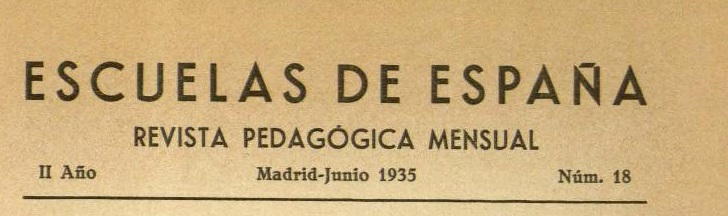 ESCUELAS DE ESPAÑA
REVISTA PEDAGÓGICA MENSUAL
II Año Madrid-Junio 1935 Núm. 18